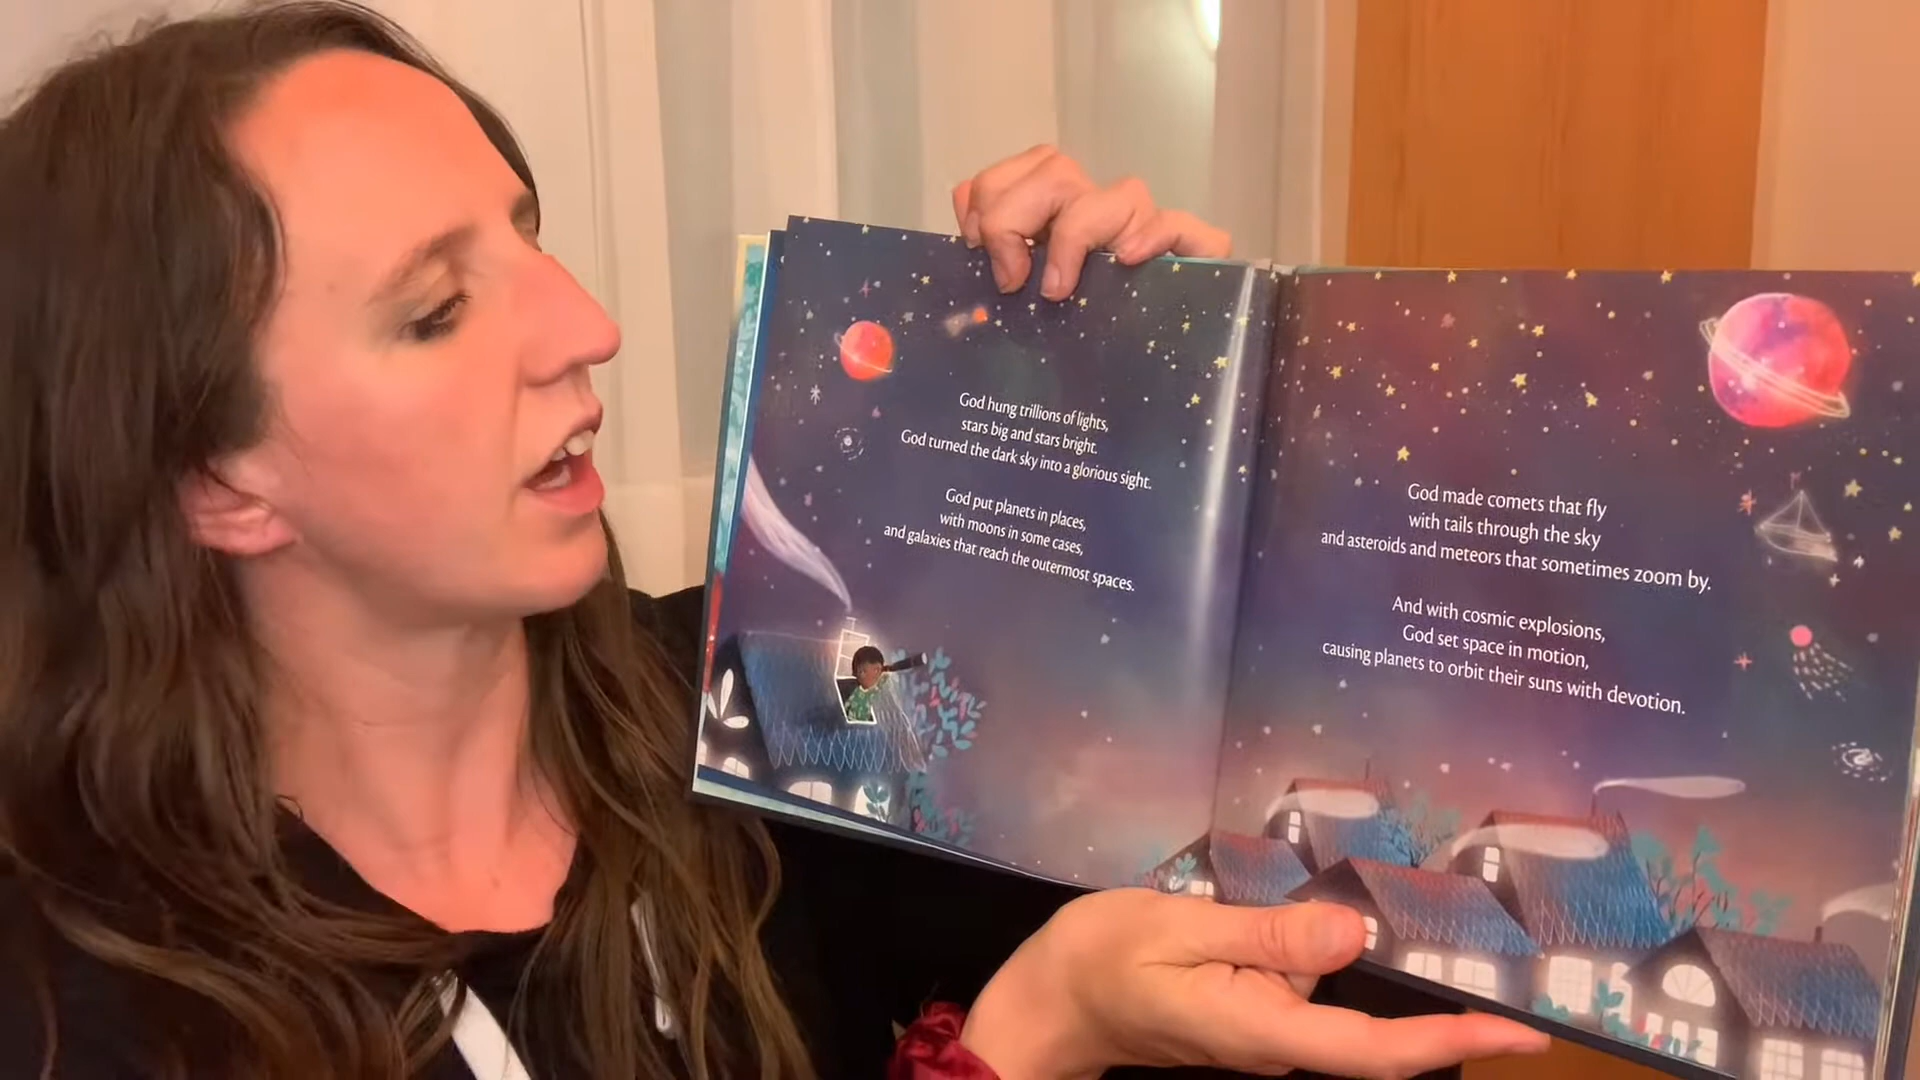 God hung trillions of lights,
stars big and stars bright.
God turned the dark sky into a glorious sight.
God put planets in places,
with moons in some cases,
and galaxies that reach the outermost spaces.
God made comets that fly
with tails through the sky
and asteroids and meteors that sometimes zoom by.
And with cosmic explosions,
God set space in motion,
causing planets to orbit their suns with devotion.